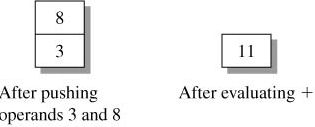 8
3
11
After pushing
operands 3 and 8
After evaluating +